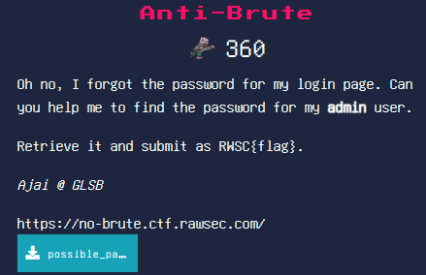 Anti-Brute
360
Oh no, I forgot the password for my login page. Can
you help me to find the password for my admin user.
Retrieve it and submit as RWSC{flag}.
Ajai @ GLSB
https://no-brute.ctf.rawsec.com/
possible_pa…